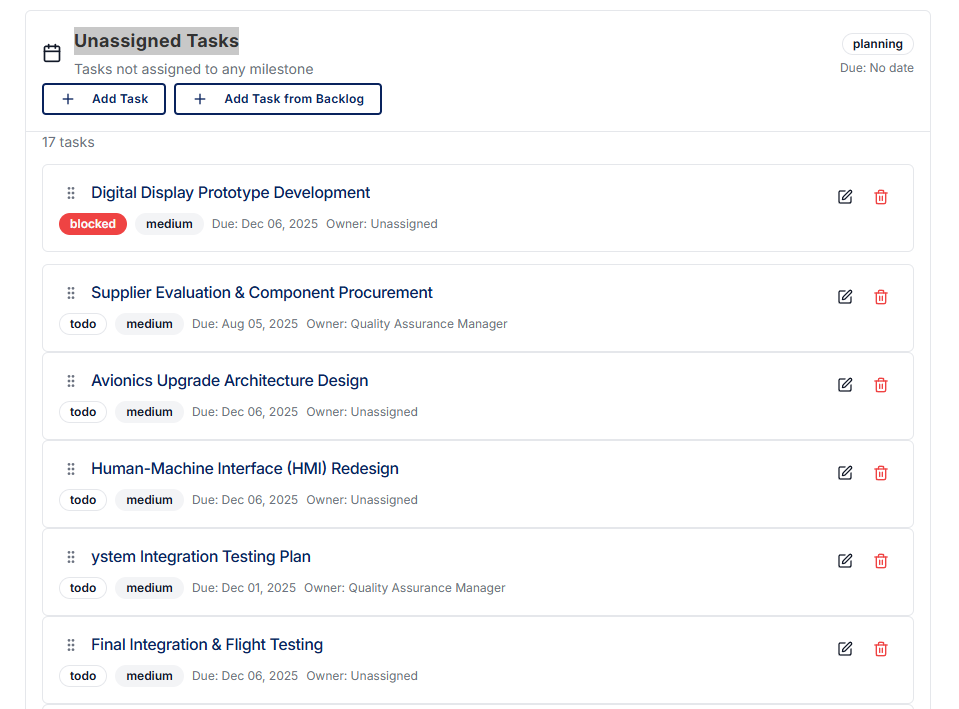 Unassigned Tasks
planning
Tasks not assigned to any milestone
Due: No date
Add Task
Add Task from Backlog
17 tasks
Digital Display Prototype Development
blocked medium Due: Dec 06, 2025 Owner: Unassigned
Supplier Evaluation & Component Procurement
todo medium Due: Aug 05, 2025 Owner: Quality Assurance Manager
Avionics Upgrade Architecture Design
todo medium Due: Dec 06, 2025 Owner: Unassigned
Human-Machine Interface (HMI) Redesign
todo medium Due: Dec 06, 2025 Owner: Unassigned
ystem Integration Testing Plan
todo medium Due: Dec 01, 2025 Owner: Quality Assurance Manager
Final Integration & Flight Testing
todo medium Due: Dec 06, 2025 Owner: Unassigned